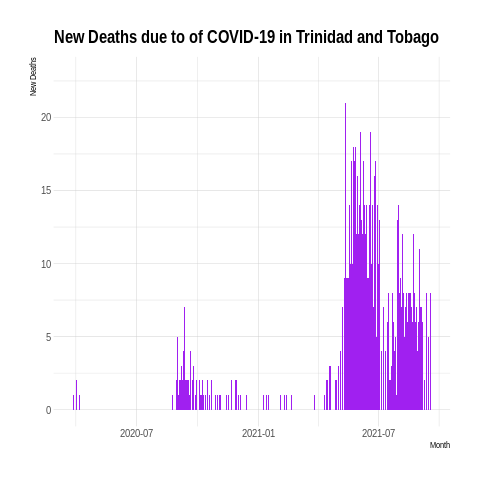 New Deaths due to of COVID-19 in Trinidad and Tobago
New Deaths
20
15
10
5
0
2020-07
2021-01
2021-07
Month